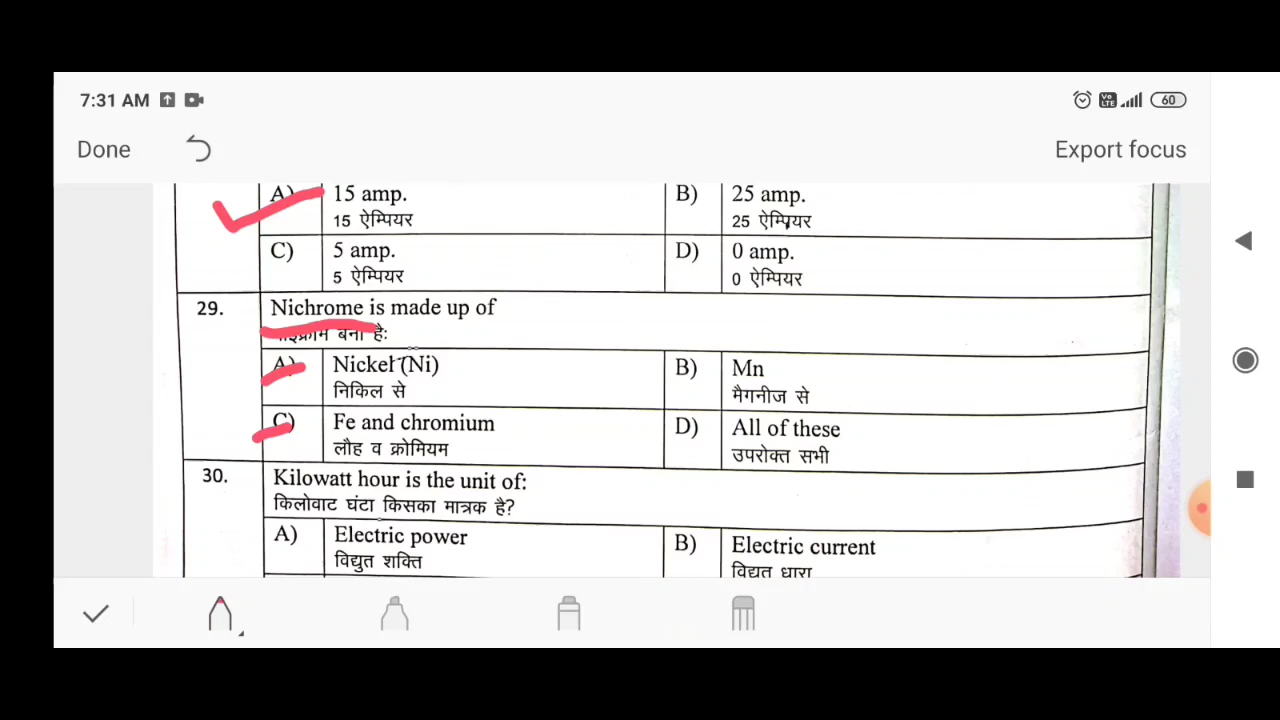 7:31 AM
Vo LTE
60
Done
Export focus
A) 15 amp. B) 25 amp.
15 ऐम्पियर 25 ऐम्पियर
C) 5 amp. D) 0 amp.
5 ऐम्पियर 0 ऐम्पियर
29. Nichrome is made up of
बना है:
A) Nickel (Ni) B) Mn
निकिल से मैगनीज से
C) Fe and chromium D) All of these
लौह व क्रोमियम उपरोक्त सभी
30. Kilowatt hour is the unit of:
किलोवाट घंटा किसका मात्रक है?
A) Electric power B) Electric current
विद्युत शक्ति विद्युत धारा